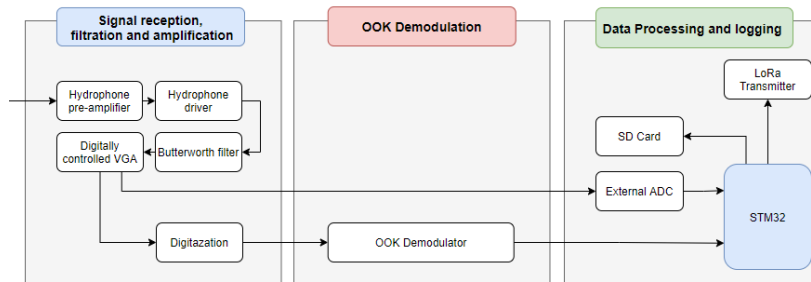 Signal reception,
filtration and amplification
OOK Demodulation
Data Processing and logging
Hydrophone
pre-amplifier
Hydrophone
driver
Digitally
controlled VGA
Butterworth filter
Digitazation
OOK Demodulator
LoRa
Transmitter
SD Card
External ADC
STM32